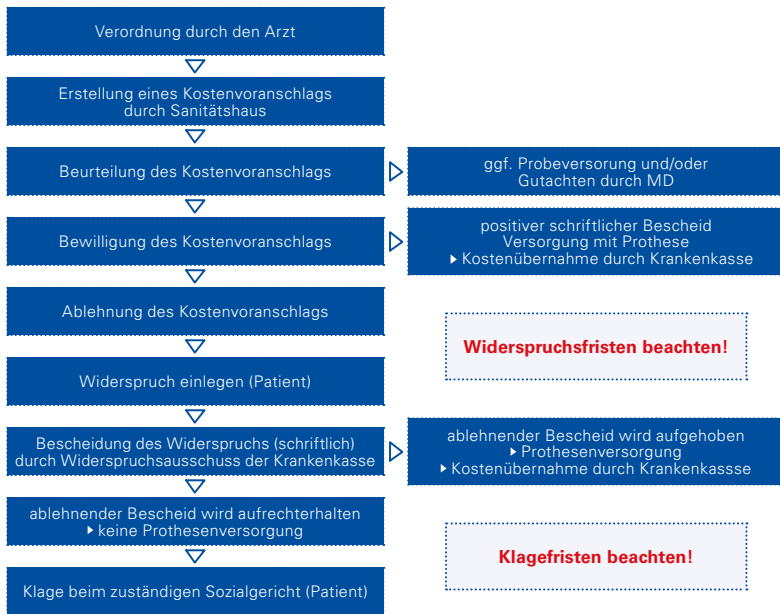 Verordnung durch den Arzt
Erstellung eines Kostenvoranschlags
durch Sanitätshaus
Beurteilung des Kostenvoranschlags
ggf. Probeversorung und/oder
Gutachten durch MD
Bewilligung des Kostenvoranschlags
positiver schriftlicher Bescheid
Versorgung mit Prothese
▸ Kostenübernahme durch Krankenkasse
Ablehnung des Kostenvoranschlags
Widerspruchsfristen beachten!
Widerspruch einlegen (Patient)
Bescheidung des Widerspruchs (schriftlich)
durch Widerspruchsausschuss der Krankenkasse
ablehnender Bescheid wird aufgehoben
▸ Prothesenversorgung
▸ Kostenübernahme durch Krankenkassse
ablehnender Bescheid wird aufrechterhalten
▸ keine Prothesenversorgung
Klagefristen beachten!
Klage beim zuständigen Sozialgericht (Patient)